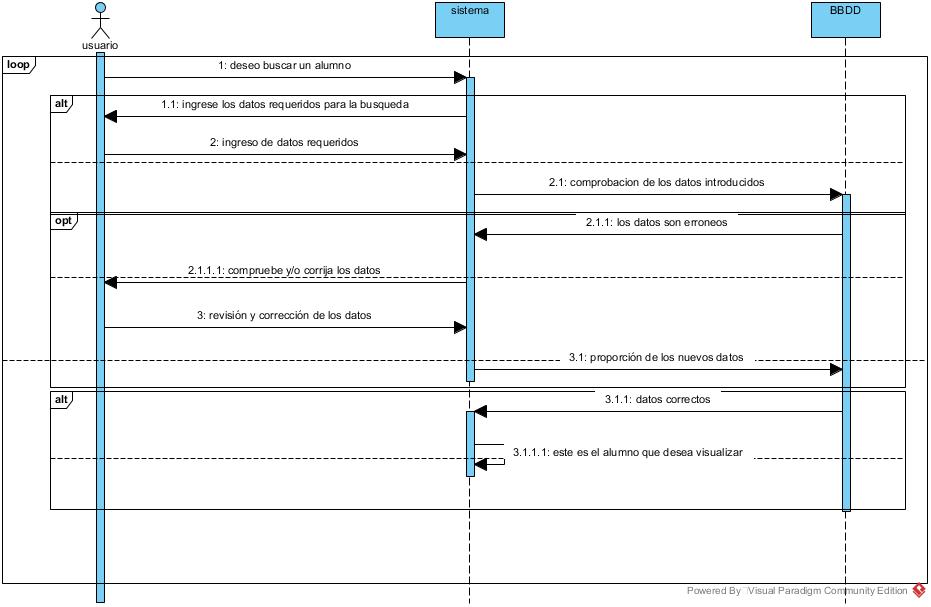 usuario
sistema
BBDD
loop
1: deseo buscar un alumno
alt
1.1: ingrese los datos requeridos para la busqueda
2: ingreso de datos requeridos
2.1: comprobacion de los datos introducidos
opt
2.1.1: los datos son erroneos
2.1.1.1: compruebe y/o corrija los datos
3: revisión y corrección de los datos
3.1: proporción de los nuevos datos
alt
3.1.1: datos correctos
3.1.1.1: este es el alumno que desea visualizar
Powered By Visual Paradigm Community Edition